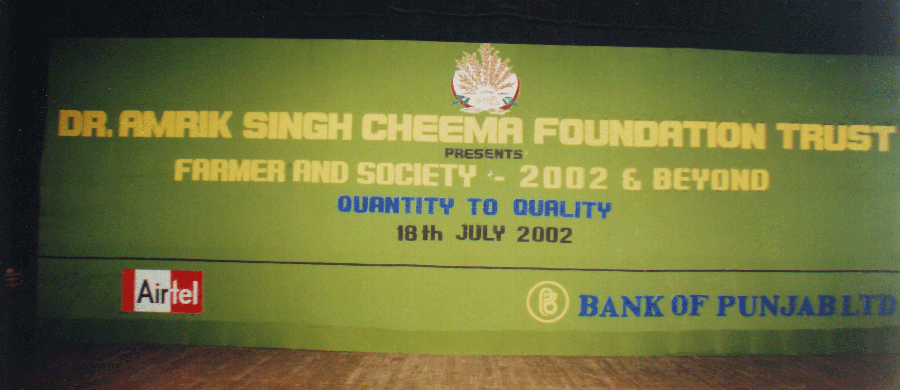 DR. AMRIK SINGH CHEEMA FOUNDATION TRUST
PRESENTS
FARMER AND SOCIETY - 2002 & BEYOND
QUANTITY TO QUALITY
18th JULY 2002
Airtel
BANK OF PUNJAB LTD